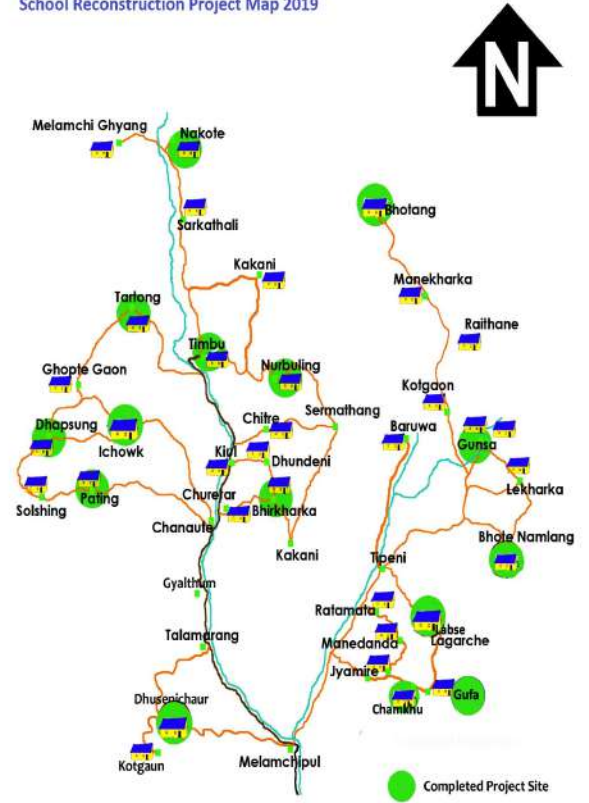 School Reconstruction Project Map 2019
N
Melamchi Ghyang
Nakote
Sarkathali
Bhotang
Kakani
Manekharka
Tartong
Raithane
Timbu
Nurbuling
Ghopte Gaon
Kotgaon
Sermathang
Chitre
Baruwa
Dhapsung
Gunsa
Ichowk
Kiul
Dhundeni
Lekharka
Churetar
Pating
Solshing
Bhirkharka
Chanaute
Bhote Namlang
Kakani
Tipeni
Gyalthum
Ratamata
Labse
Talamarang
Manedanda
Lagarche
Jyamire
Gufa
Dhusenichaur
Chamkhu
Kotgaun
Melamchipul
Completed Project Site